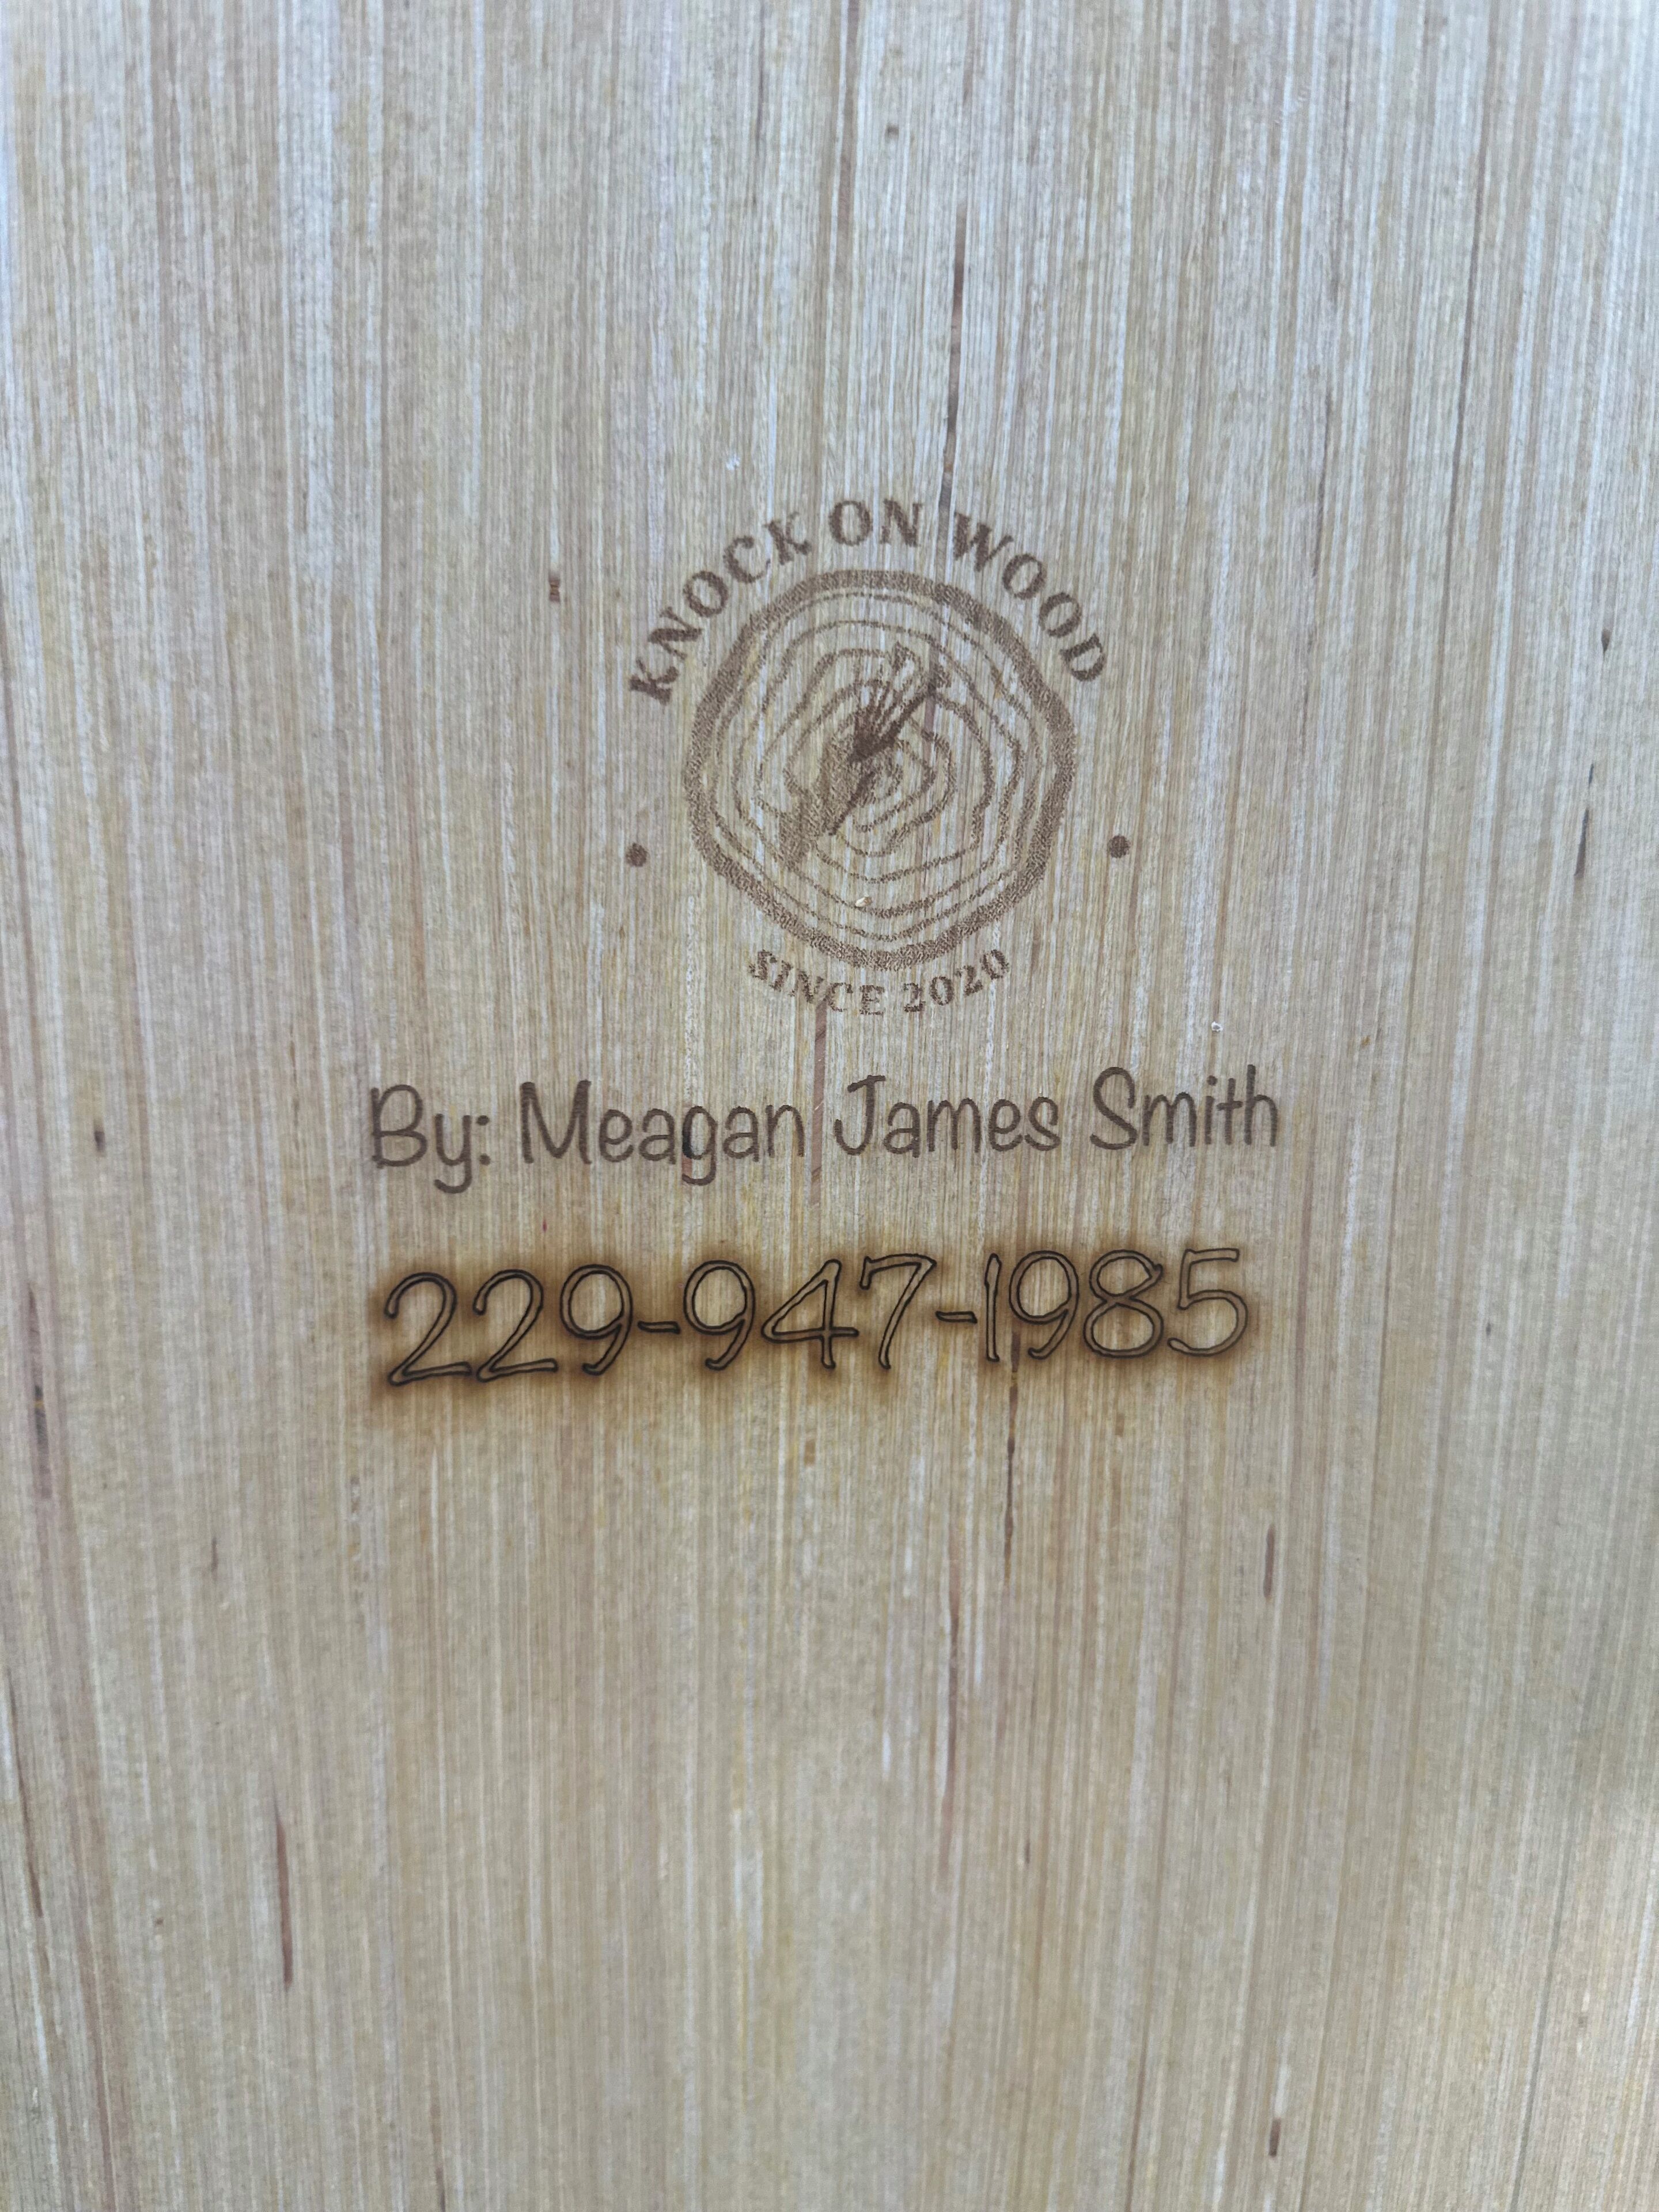 KNOCK ON WOOD
SINCE 2020
By: Meagan James Smith
229-947-1985